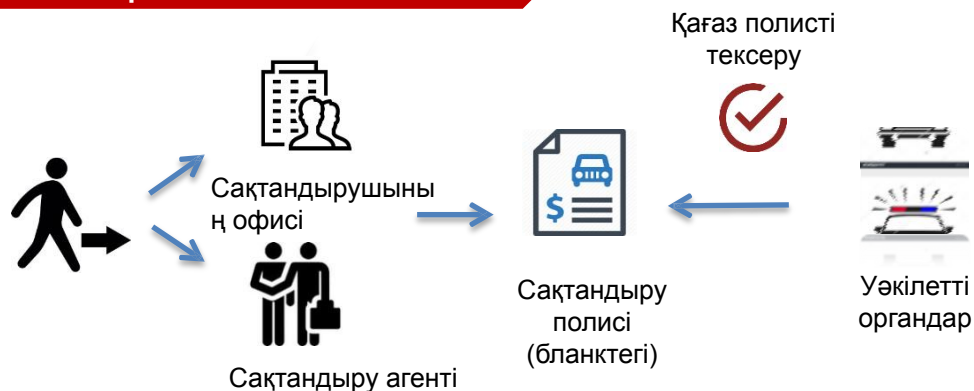 Қағаз полисті
тексеру
Сақтандырушыны
ң офисі
Сақтандыру
полисі
(бланктегі)
Уәкілетті
органдар
Сақтандыру агенті